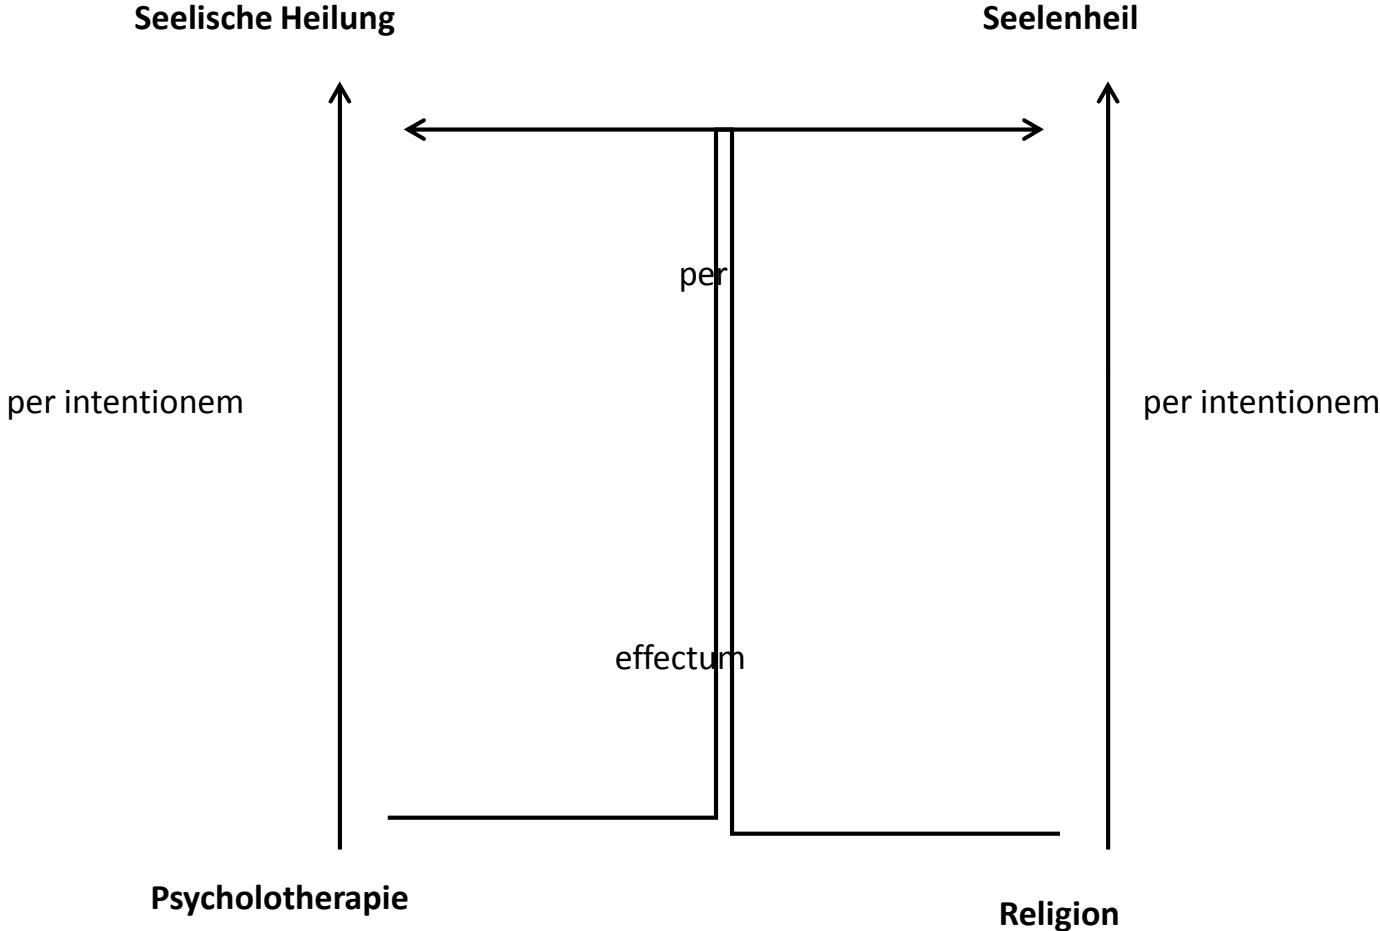 Seelische Heilung
Seelenheil
per
per intentionem
per intentionem
effectum
Psycholotherapie
Religion